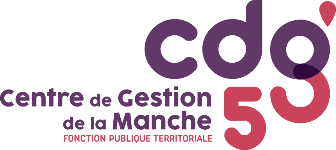 cdg
50
Centre de Gestion
de la Manche
FONCTION PUBLIQUE TERRITORIALE